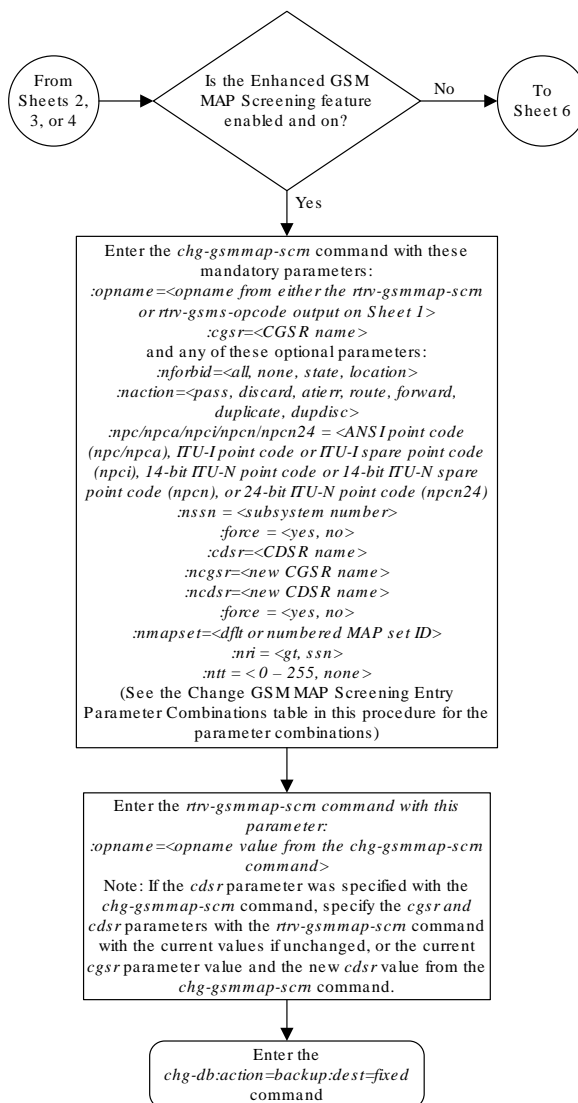 From
Sheets 2,
3, or 4
Is the Enhanced GSM
MAP Screening feature
enabled and on?
No
To
Sheet 6
Yes
Enter the chg-gsmmap-scrn command with these
mandatory parameters:
:opname=<opname from either the rtrv-gsmmap-scrn
or rtrv-gsms-opcode output on Sheet 1>
:cgsr=<CGSR name>
and any of these optional parameters:
:nforbid=<all, none, state, location>
:naction=<pass, discard, atierr, route, forward,
duplicate, dupdisc>
:npc/npca/npci/npcn/npcn24 = <ANSI point code
(npc/npca), ITU-I point code or ITU-I spare point code
(npci), 14-bit ITU-N point code or 14-bit ITU-N spare
point code (npcn), or 24-bit ITU-N point code (npcn24)
:nssn = <subsystem number>
:force = <yes, no>
:cdsr=<CDSR name>
:ncgsr=<new CGSR name>
:ncdsr=<new CDSR name>
:force = <yes, no>
:nmapset=<dflt or numbered MAP set ID>
:nri = <gt, ssn>
:ntt = < 0 – 255, none>
(See the Change GSM MAP Screening Entry
Parameter Combinations table in this procedure for the
parameter combinations)
Enter the rtrv-gsmmap-scrn command with this
parameter:
:opname=<opname value from the chg-gsmmap-scrn
command>
Note: If the cdsr parameter was specified with the
chg-gsmmap-scrn command, specify the cgsr and
cdsr parameters with the rtrv-gsmmap-scrn command
with the current values if unchanged, or the current
cgsr parameter value and the new cdsr value from the
chg-gsmmap-scrn command.
Enter the
chg-db:action=backup:dest=fixed
command